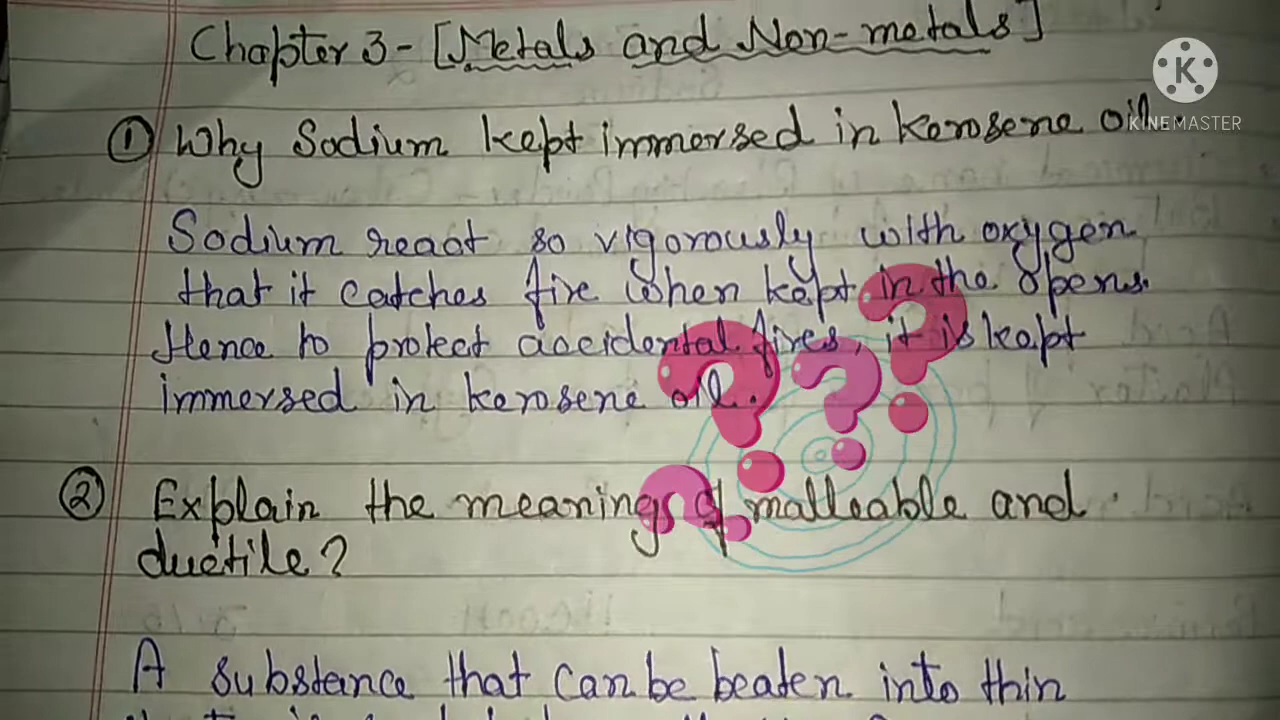 Chapter 3 - [Metals and Non-metals]
K
KINEMASTER
① Why Sodium kept immersed in kerosene oil.
Sodium react so vigorously with oxygen
that it catches fire when kept in the opens.
Hence to protect accidental fires, it is kept
immersed in kerosene oil.
② Explain the meanings of malleable and
ductile?
A substance that can be beaten into thin